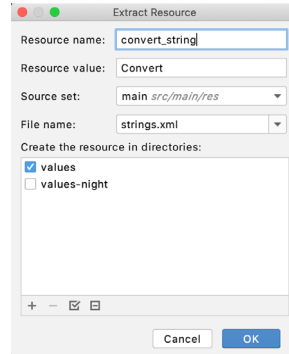 Extract Resource
Resource name: convert_string
Resource value: Convert
Source set: main src/main/res
File name: strings.xml
Create the resource in directories:
values
values-night
Cancel OK